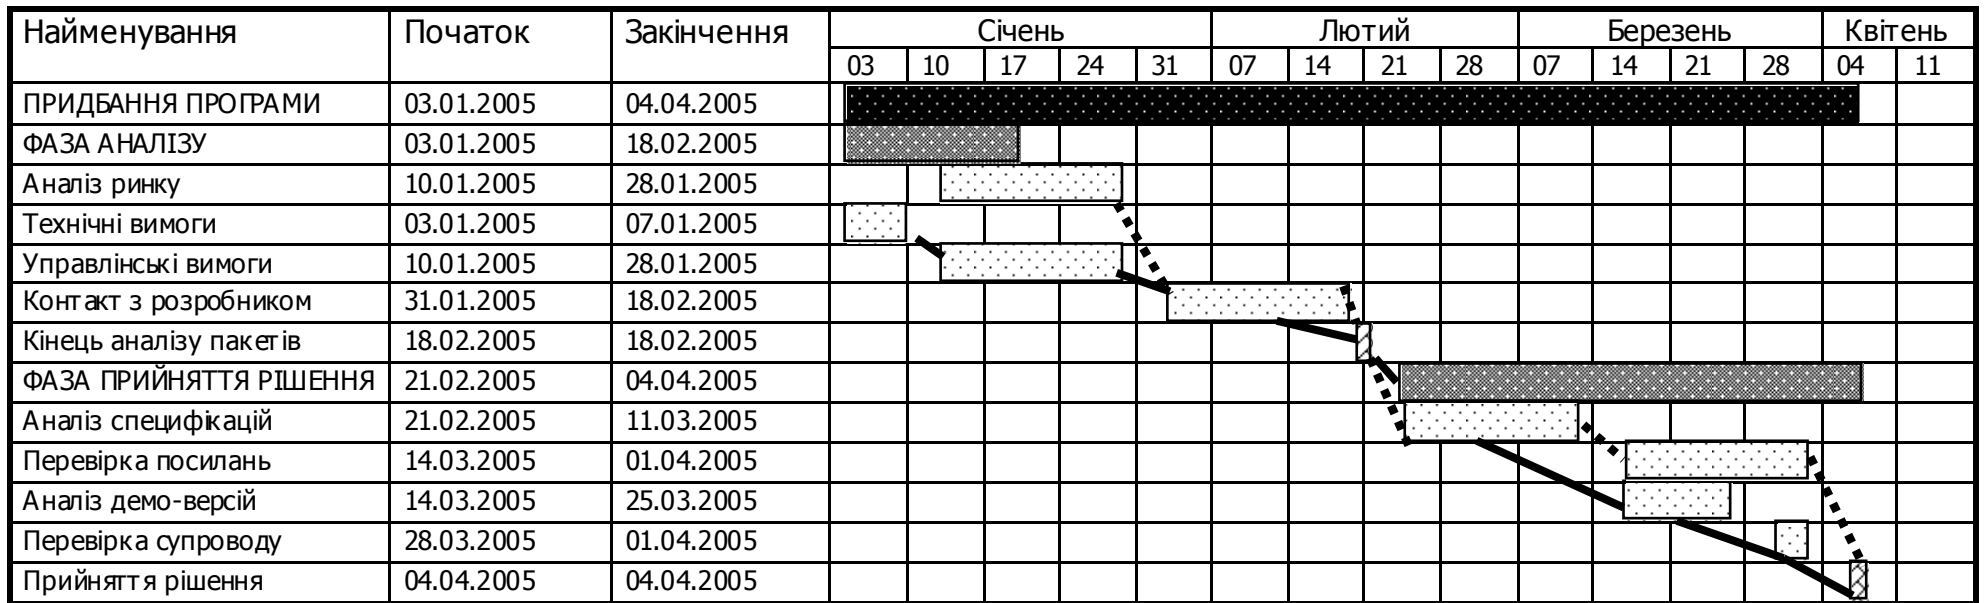 Найменування Початок Закінчення Січень Лютий Березень Квітень
03 10 17 24 31 07 14 21 28 07 14 21 28 04 11
ПРИДБАННЯ ПРОГРАМИ 03.01.2005 04.04.2005
ФАЗА АНАЛІЗУ 03.01.2005 18.02.2005
Аналіз ринку 10.01.2005 28.01.2005
Технічні вимоги 03.01.2005 07.01.2005
Управлінські вимоги 10.01.2005 28.01.2005
Контакт з розробником 31.01.2005 18.02.2005
Кінець аналізу пакетів 18.02.2005 18.02.2005
ФАЗА ПРИЙНЯТТЯ РІШЕННЯ 21.02.2005 04.04.2005
Аналіз специфікацій 21.02.2005 11.03.2005
Перевірка посилань 14.03.2005 01.04.2005
Аналіз демо-версій 14.03.2005 25.03.2005
Перевірка супроводу 28.03.2005 01.04.2005
Прийняття рішення 04.04.2005 04.04.2005